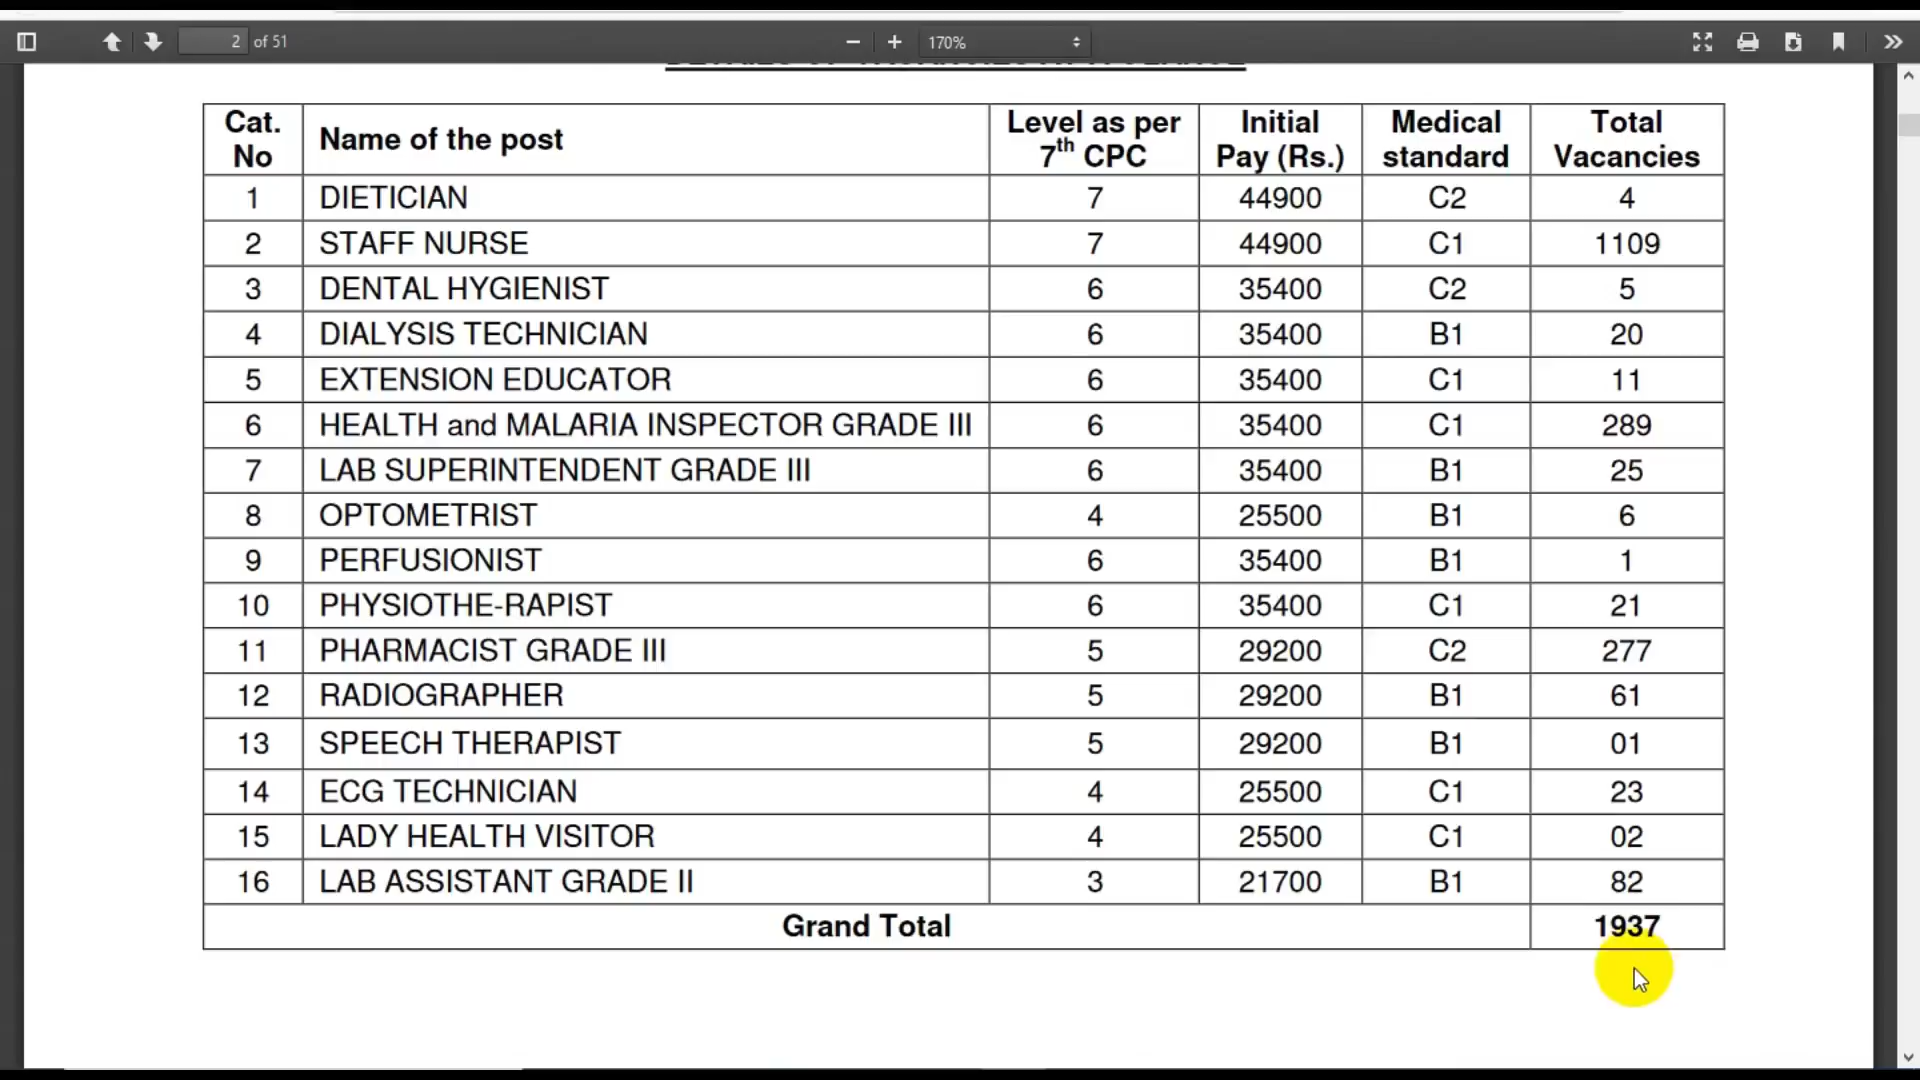 2 of 51
170%
Cat. No Name of the post Level as per 7th CPC Initial Pay (Rs.) Medical standard Total Vacancies
1 DIETICIAN 7 44900 C2 4
2 STAFF NURSE 7 44900 C1 1109
3 DENTAL HYGIENIST 6 35400 C2 5
4 DIALYSIS TECHNICIAN 6 35400 B1 20
5 EXTENSION EDUCATOR 6 35400 C1 11
6 HEALTH and MALARIA INSPECTOR GRADE III 6 35400 C1 289
7 LAB SUPERINTENDENT GRADE III 6 35400 B1 25
8 OPTOMETRIST 4 25500 B1 6
9 PERFUSIONIST 6 35400 B1 1
10 PHYSIOTHE-RAPIST 6 35400 C1 21
11 PHARMACIST GRADE III 5 29200 C2 277
12 RADIOGRAPHER 5 29200 B1 61
13 SPEECH THERAPIST 5 29200 B1 01
14 ECG TECHNICIAN 4 25500 C1 23
15 LADY HEALTH VISITOR 4 25500 C1 02
16 LAB ASSISTANT GRADE II 3 21700 B1 82
Grand Total 1937